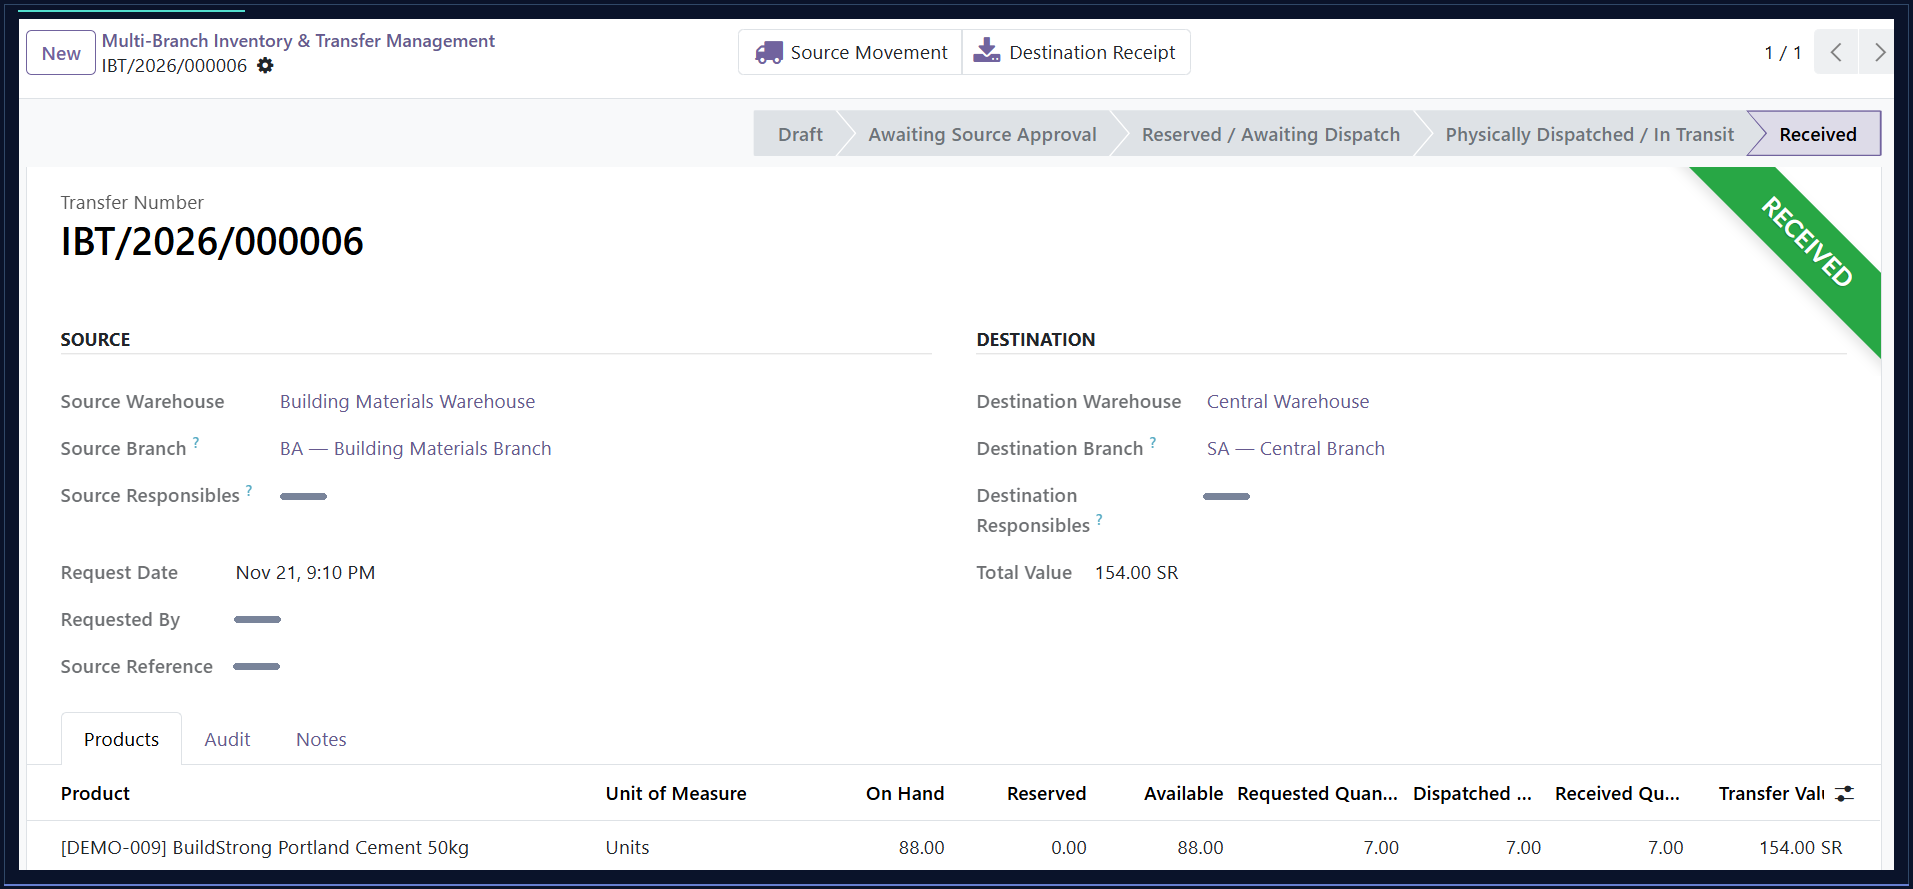 New
Multi-Branch Inventory & Transfer Management
IBT/2026/000006
Source Movement
Destination Receipt
1 / 1
Draft
Awaiting Source Approval
Reserved / Awaiting Dispatch
Physically Dispatched / In Transit
Received
RECEIVED
Transfer Number
IBT/2026/000006
SOURCE
Source Warehouse Building Materials Warehouse
Source Branch ? BA — Building Materials Branch
Source Responsibles ?
Request Date Nov 21, 9:10 PM
Requested By
Source Reference
DESTINATION
Destination Warehouse Central Warehouse
Destination Branch ? SA — Central Branch
Destination
Responsibles ?
Total Value 154.00 SR
Products Audit Notes
Product Unit of Measure On Hand Reserved Available Requested Quan... Dispatched ... Received Qu... Transfer Val
[DEMO-009] BuildStrong Portland Cement 50kg Units 88.00 0.00 88.00 7.00 7.00 7.00 154.00 SR